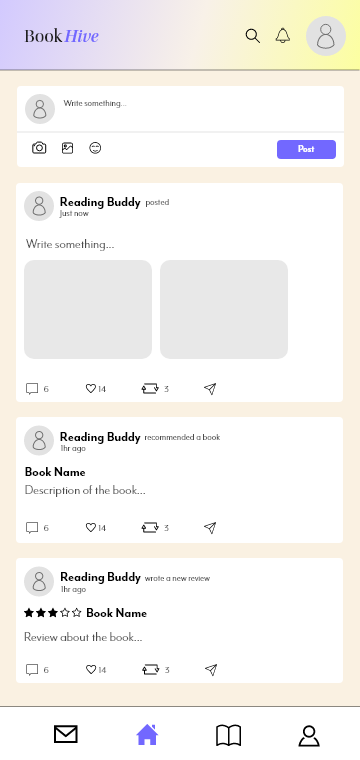 Book Hive
Write something...
Post
Reading Buddy posted
Just now
Write something...
6 14 3
Reading Buddy recommended a book
1hr ago
Book Name
Description of the book...
6 14 3
Reading Buddy wrote a new review
1hr ago
Book Name
Review about the book...
6 14 3